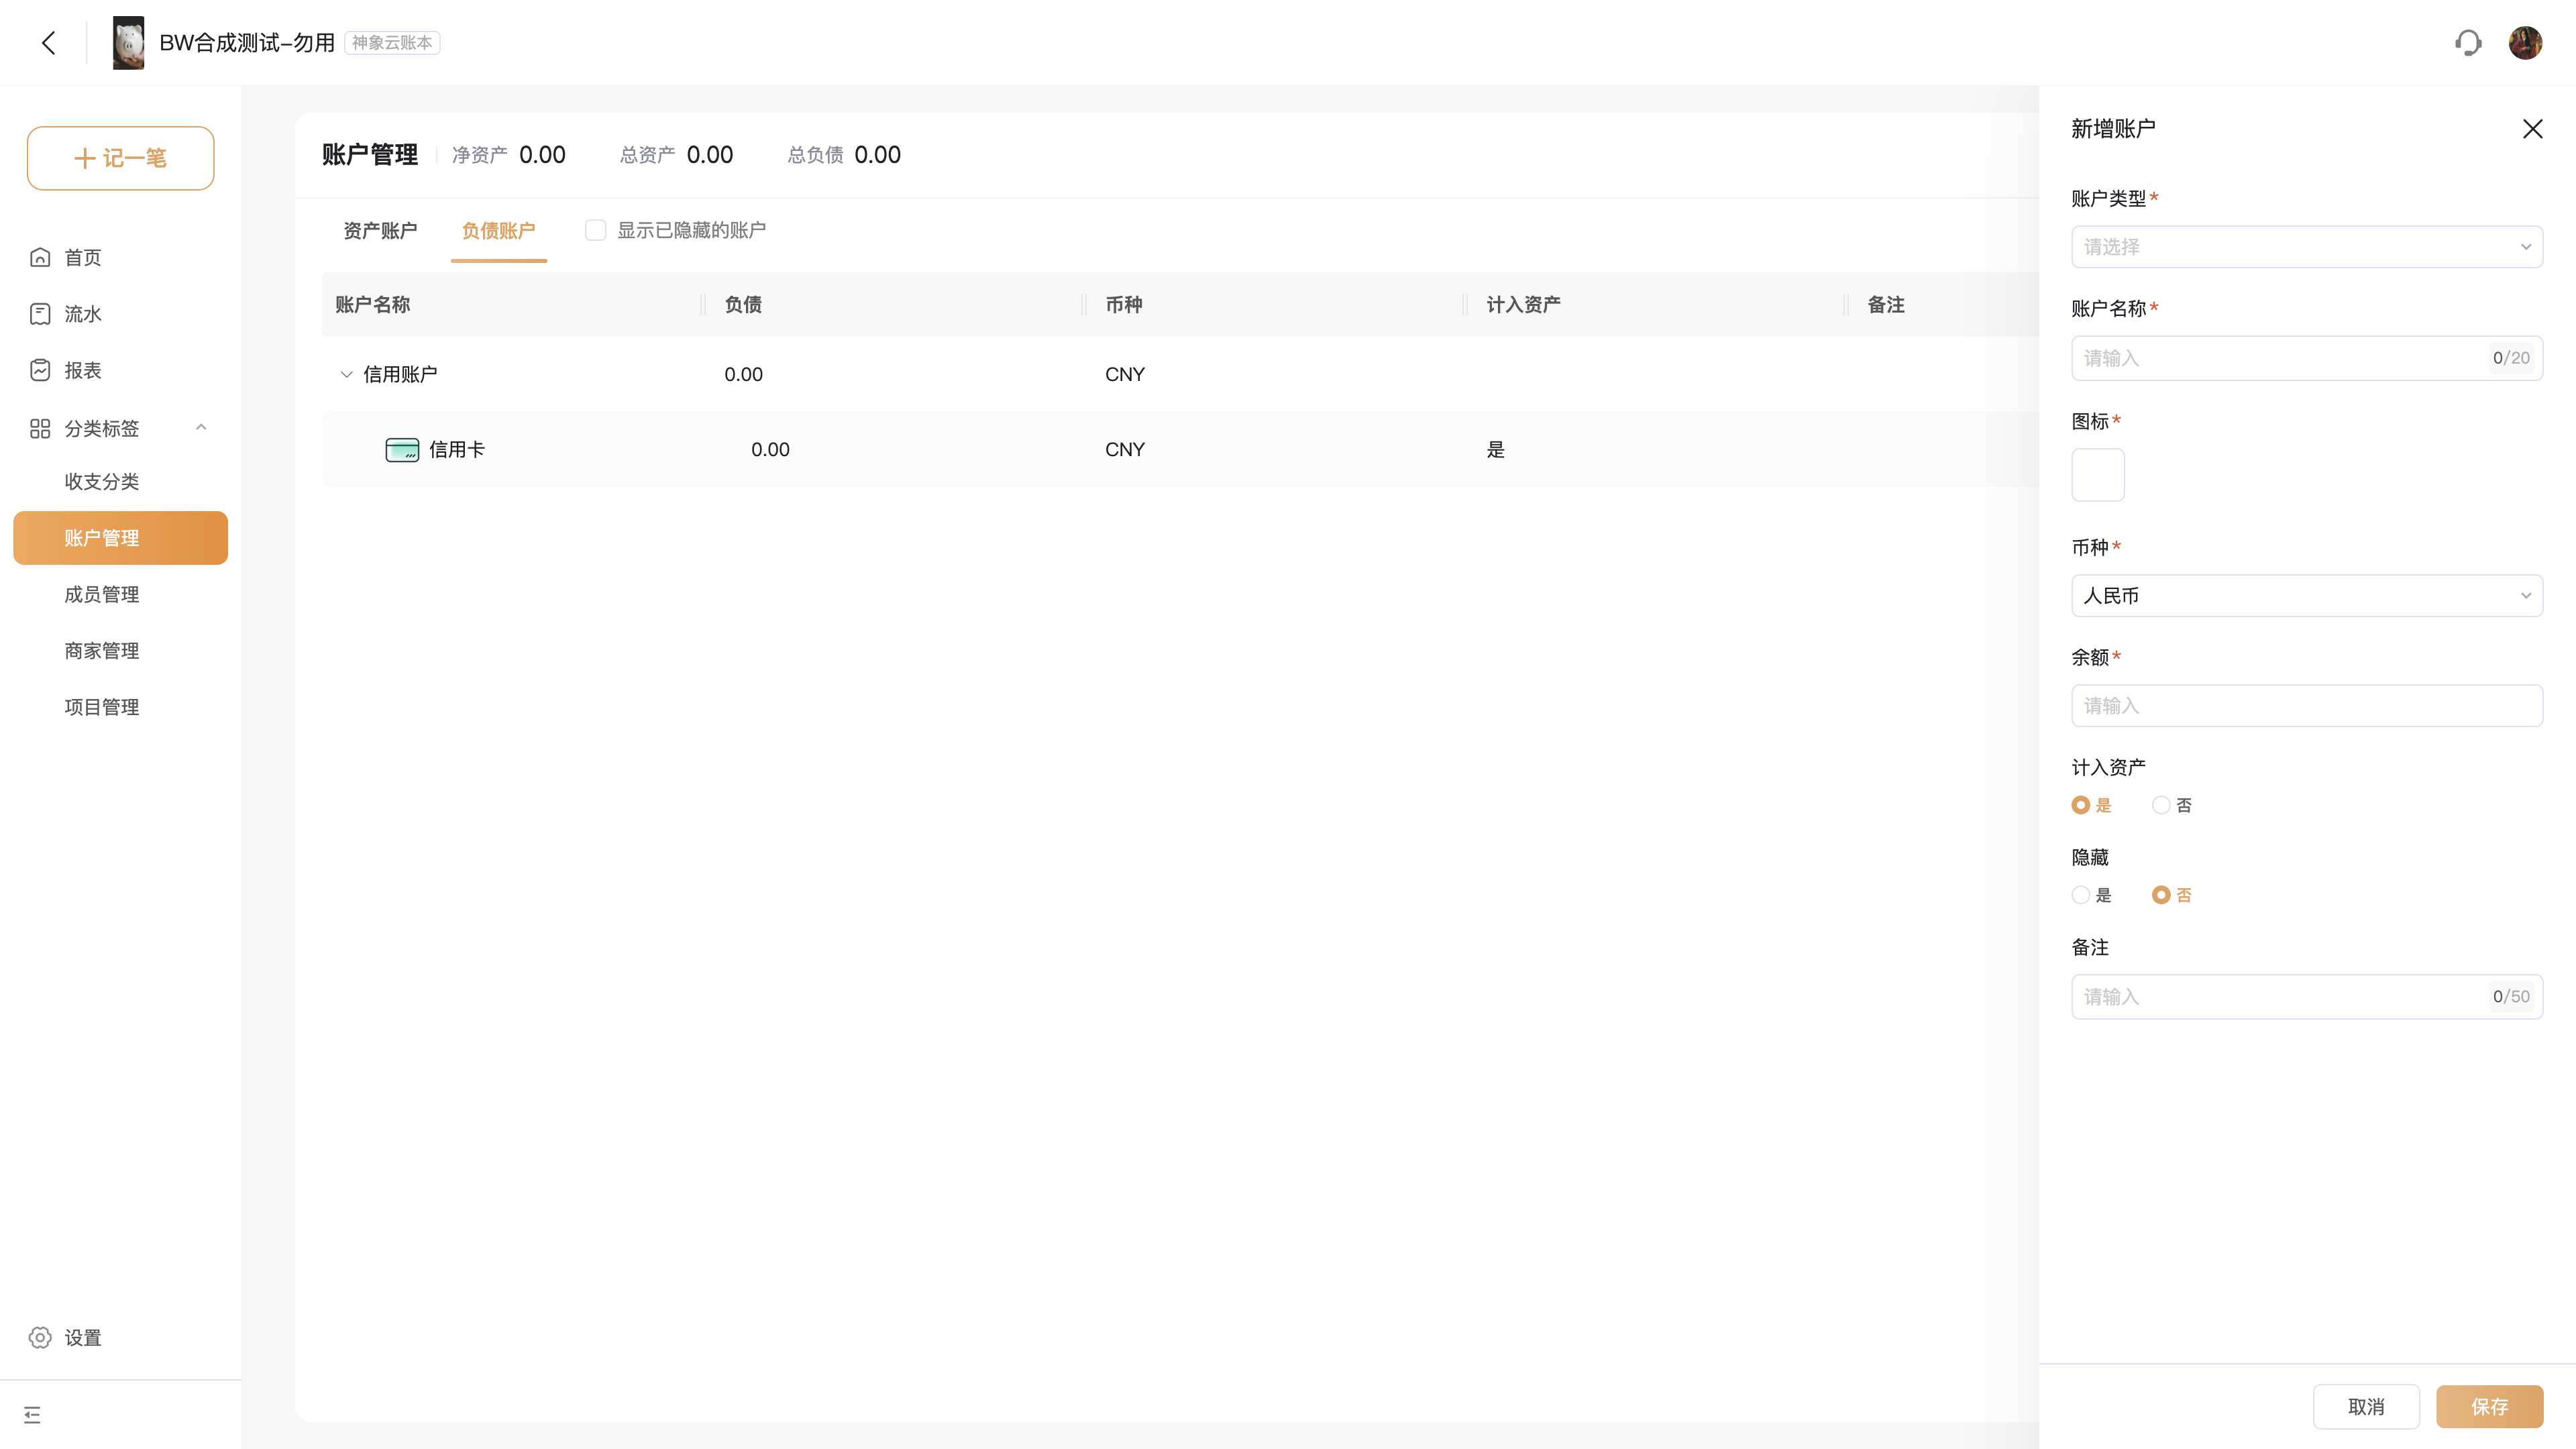 BW合成测试–勿用 神象云账本
记一笔
首页
流水
报表
分类标签
收支分类
账户管理
成员管理
商家管理
项目管理
设置
账户管理 净资产 0.00 总资产 0.00 总负债 0.00
资产账户 负债账户 显示已隐藏的账户
账户名称 负债 币种 计入资产 备注
信用账户 0.00 CNY
信用卡 0.00 CNY 是
新增账户
账户类型*
请选择
账户名称*
请输入 0/20
图标*
币种*
人民币
余额*
请输入
计入资产
是 否
隐藏
是 否
备注
请输入 0/50
取消 保存